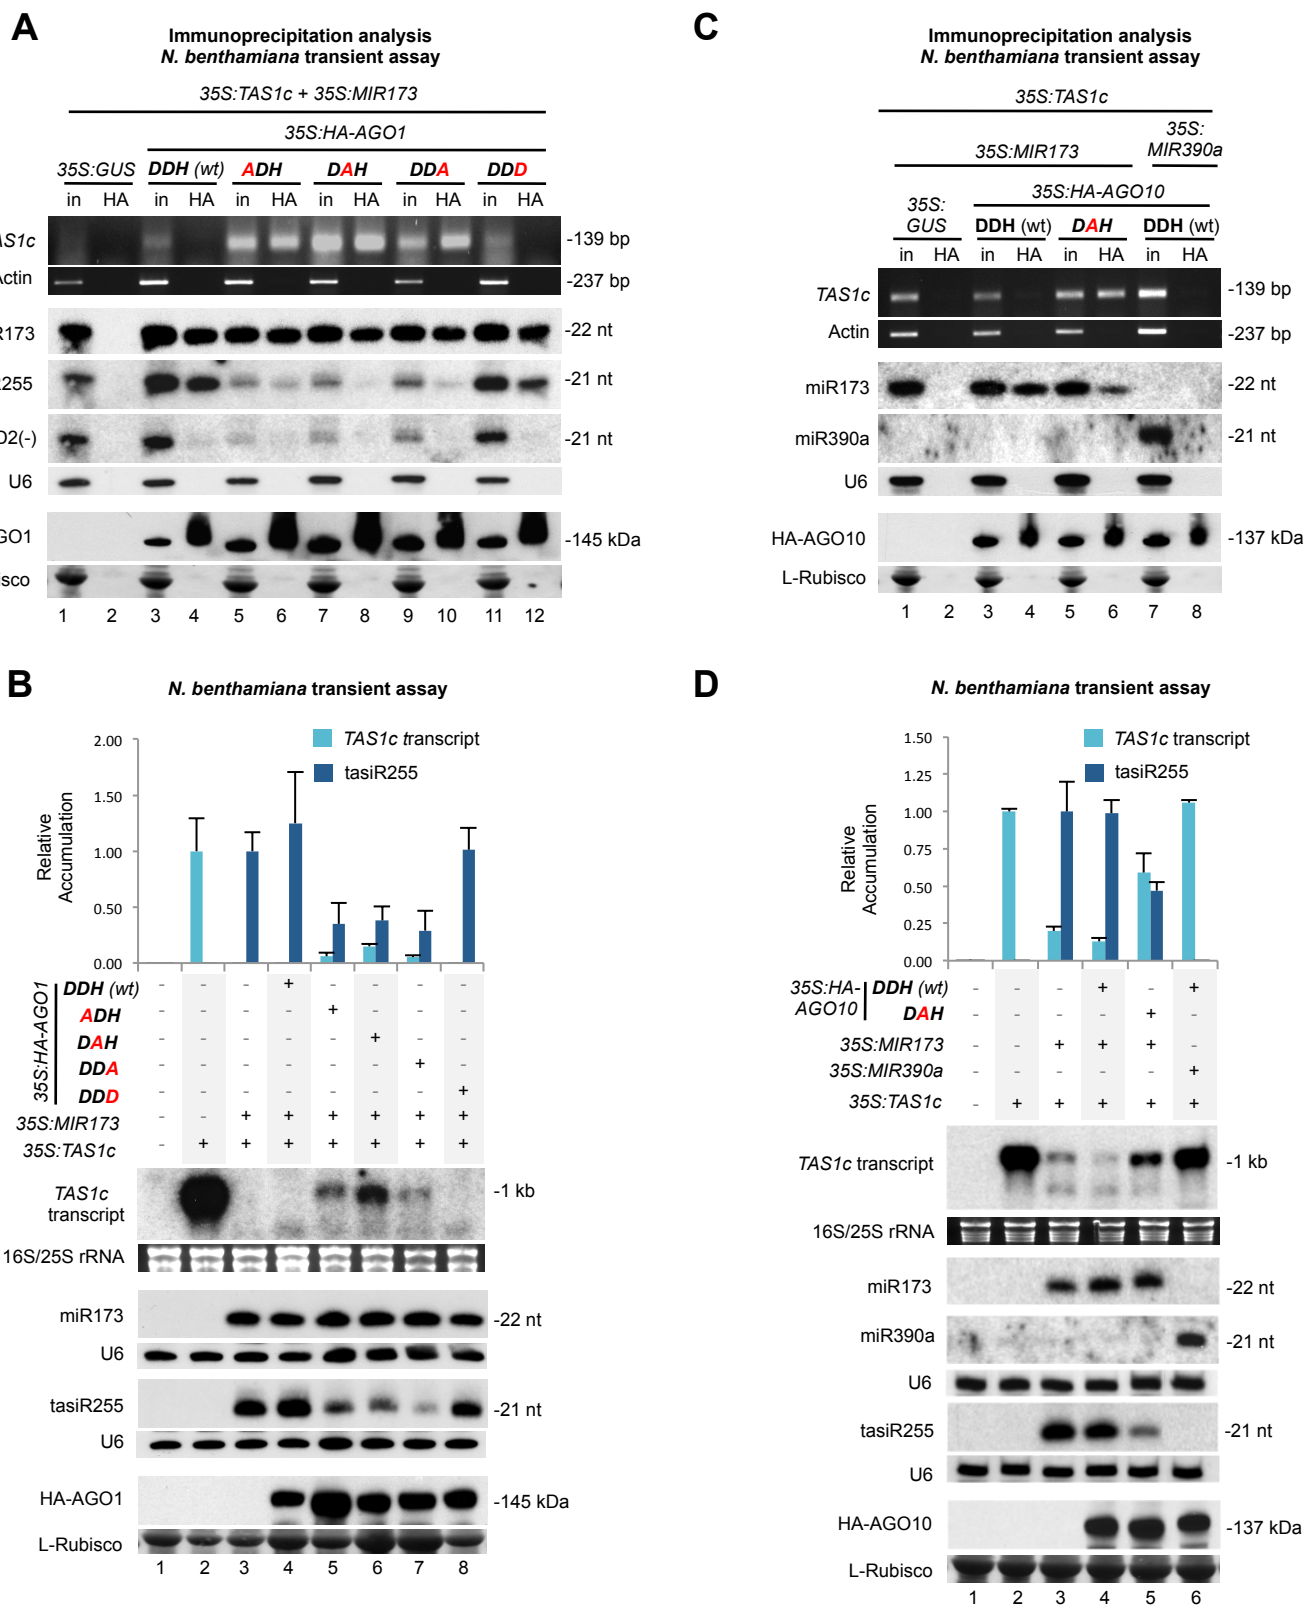 A
Immunoprecipitation analysis
N. benthamiana transient assay
35S:TAS1c + 35S:MIR173
35S:HA-AGO1
35S:GUS DDH (wt) ADH DAH DDA DDD
in HA in HA in HA in HA in HA in HA
AS1c -139 bp
Actin -237 bp
R173 -22 nt
R255 -21 nt
D2(-) -21 nt
U6
GO1 -145 kDa
isco
1 2 3 4 5 6 7 8 9 10 11 12
B
N. benthamiana transient assay
TAS1c transcript
tasiR255
Relative
Accumulation
2.00
1.50
1.00
0.50
0.00
35S:HA-AGO1
DDH (wt) - - - + - - - -
ADH - - - - + - - -
DAH - - - - - + - -
DDA - - - - - - + -
DDD - - - - - - - +
35S:MIR173 - - + + + + + +
35S:TAS1c - + + + + + + +
TAS1c
transcript
-1 kb
16S/25S rRNA
miR173 -22 nt
U6
tasiR255 -21 nt
U6
HA-AGO1 -145 kDa
L-Rubisco
1 2 3 4 5 6 7 8
C
Immunoprecipitation analysis
N. benthamiana transient assay
35S:TAS1c
35S:
MIR390a
35S:MIR173
35S:HA-AGO10
35S:
GUS
DDH (wt) DAH DDH (wt)
in HA in HA in HA in HA
TAS1c -139 bp
Actin -237 bp
miR173 -22 nt
miR390a -21 nt
U6
HA-AGO10 -137 kDa
L-Rubisco
1 2 3 4 5 6 7 8
D
N. benthamiana transient assay
TAS1c transcript
tasiR255
Relative
Accumulation
1.50
1.25
1.00
0.75
0.50
0.25
0.00
35S:HA-
AGO10
DDH (wt) - - - + - +
DAH - - - - + -
35S:MIR173 - - + + + -
35S:MIR390a - - - - - +
35S:TAS1c - + + + + +
TAS1c transcript -1 kb
16S/25S rRNA
miR173 -22 nt
miR390a -21 nt
U6
tasiR255 -21 nt
U6
HA-AGO10 -137 kDa
L-Rubisco
1 2 3 4 5 6